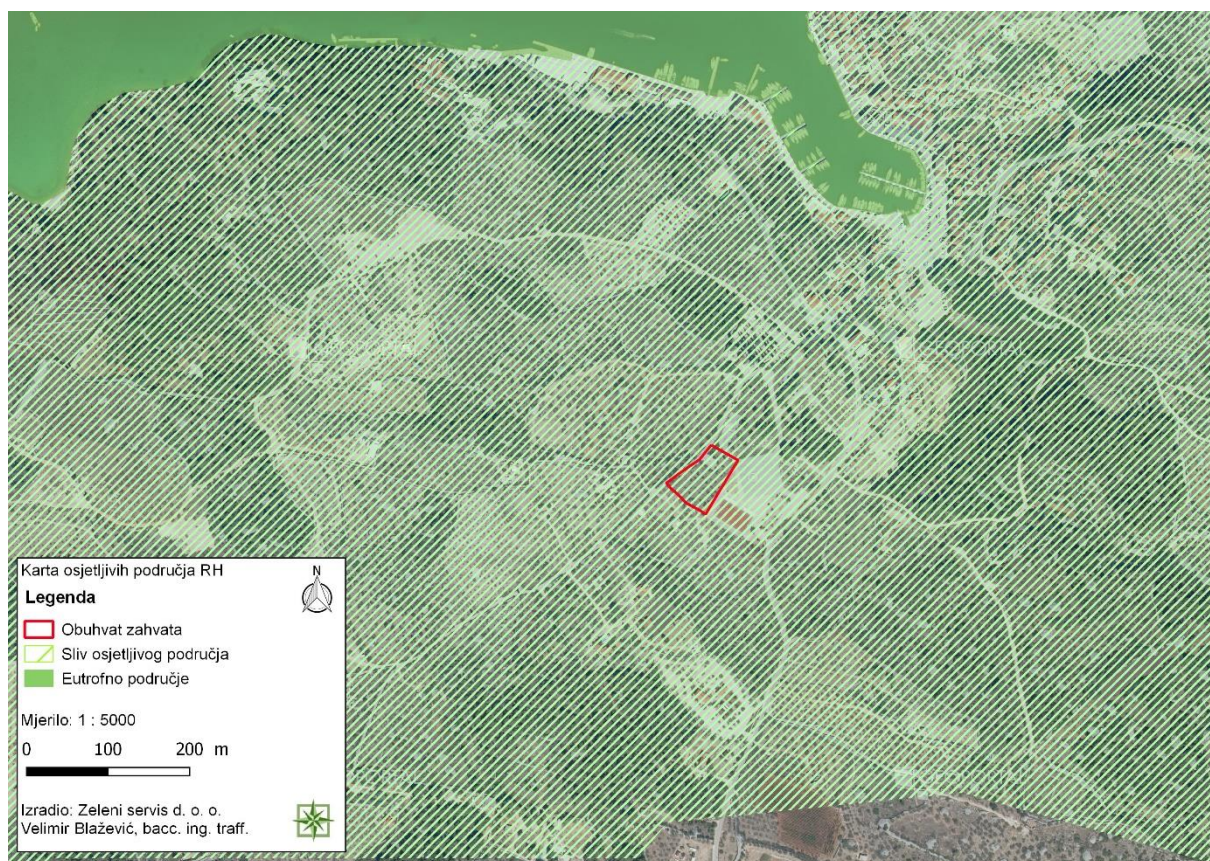 Karta osjetljivih područja RH
N
Legenda
Obuhvat zahvata
Sliv osjetljivog područja
Eutrofno područje
Mjerilo: 1 : 5000
0 100 200 m
Izradio: Zeleni servis d. o. o.
Velimir Blažević, bacc. ing. traff.